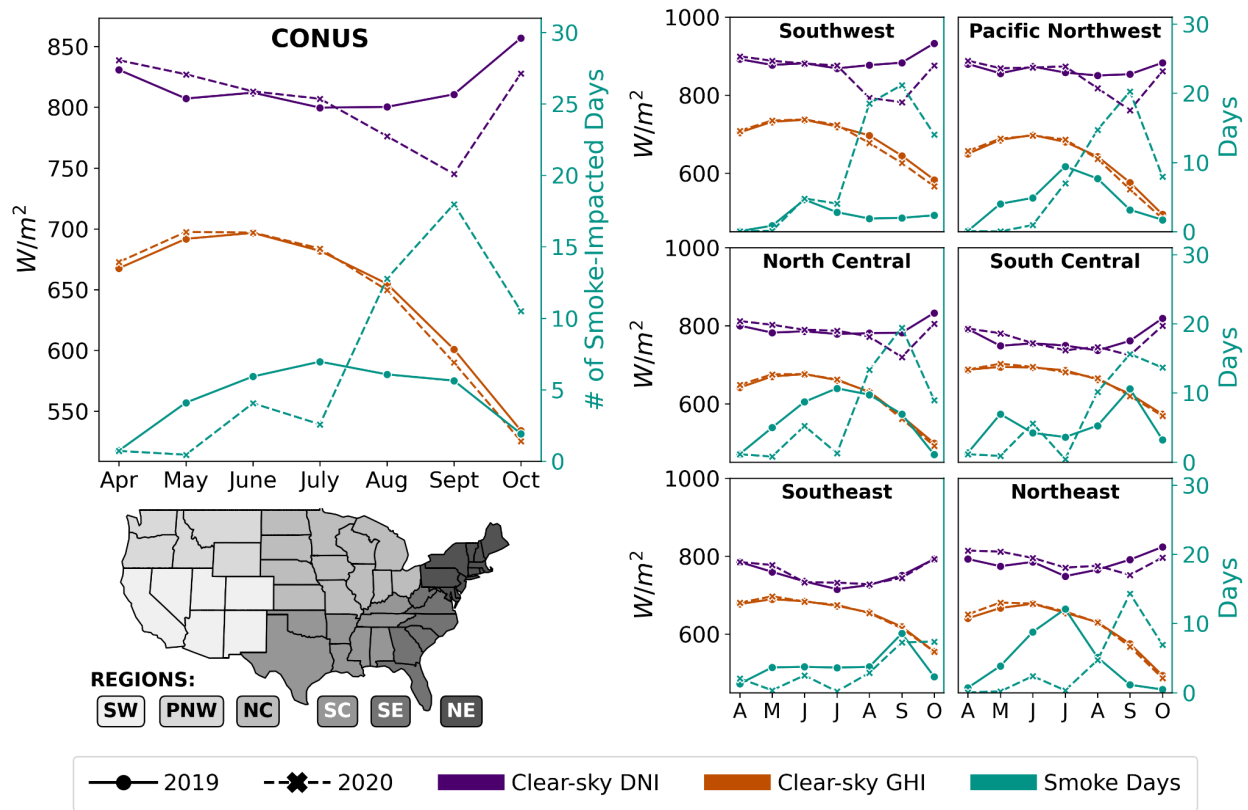 CONUS
W/m²
850
800
750
700
650
600
550
30
25
20
15
10
5
0
# of Smoke-Impacted Days
Apr May June July Aug Sept Oct
Southwest
Pacific Northwest
W/m²
1000
800
600
30
20
10
0
Days
North Central
South Central
W/m²
1000
800
600
30
20
10
0
Days
Southeast
Northeast
W/m²
1000
800
600
30
20
10
0
Days
A M J J A S O
A M J J A S O
REGIONS:
SW PNW NC SC SE NE
2019 2020 Clear-sky DNI Clear-sky GHI Smoke Days